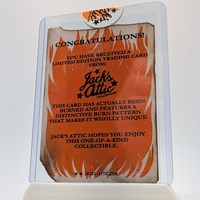 CONGRATULATIONS!
YOU HAVE RECEIVED A
LIMITED EDITION TRADING CARD
FROM:
Jack's
Attic
THIS CARD HAS ACTUALLY BEEN
BURNED AND FEATURES A
DISTINCTIVE BURN PATTERN
THAT MAKES IT WHOLLY UNIQUE.
JACK'S ATTIC HOPES YOU ENJOY
THIS ONE-OF-A-KIND
COLLECTIBLE.